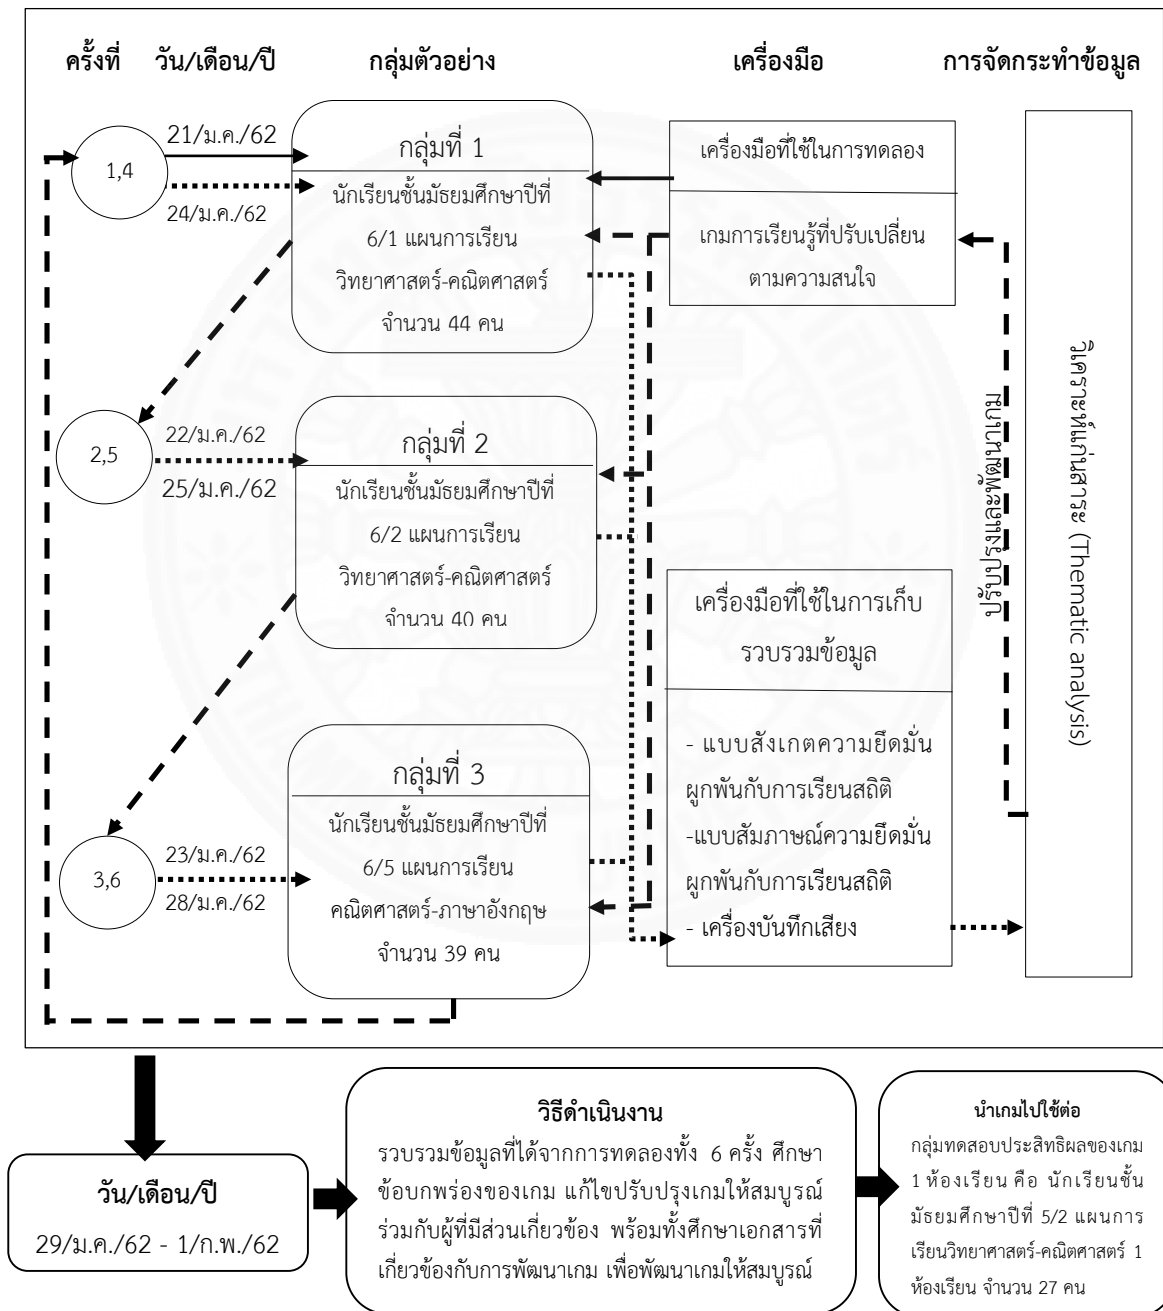 ครั้งที่ วัน/เดือน/ปี กลุ่มตัวอย่าง เครื่องมือ การจัดกระทำข้อมูล
1,4
21/ม.ค./62
24/ม.ค./62
กลุ่มที่ 1
นักเรียนชั้นมัธยมศึกษาปีที่
6/1 แผนการเรียน
วิทยาศาสตร์-คณิตศาสตร์
จำนวน 44 คน
เครื่องมือที่ใช้ในการทดลอง
เกมการเรียนรู้ที่ปรับเปลี่ยน
ตามความสนใจ
2,5
22/ม.ค./62
25/ม.ค./62
กลุ่มที่ 2
นักเรียนชั้นมัธยมศึกษาปีที่
6/2 แผนการเรียน
วิทยาศาสตร์-คณิตศาสตร์
จำนวน 40 คน
เครื่องมือที่ใช้ในการเก็บ
รวบรวมข้อมูล
- แบบสังเกตความยึดมั่น
ผูกพันกับการเรียนสถิติ
-แบบสัมภาษณ์ความยึดมั่น
ผูกพันกับการเรียนสถิติ
- เครื่องบันทึกเสียง
3,6
23/ม.ค./62
28/ม.ค./62
กลุ่มที่ 3
นักเรียนชั้นมัธยมศึกษาปีที่
6/5 แผนการเรียน
คณิตศาสตร์-ภาษาอังกฤษ
จำนวน 39 คน
ปรับปรุงและพัฒนาเกม
วิเคราะห์แก่นสาระ (Thematic analysis)
วัน/เดือน/ปี
29/ม.ค./62 - 1/ก.พ./62
วิธีดำเนินงาน
รวบรวมข้อมูลที่ได้จากการทดลองทั้ง 6 ครั้ง ศึกษา
ข้อบกพร่องของเกม แก้ไขปรับปรุงเกมให้สมบูรณ์
ร่วมกับผู้ที่มีส่วนเกี่ยวข้อง พร้อมทั้งศึกษาเอกสารที่
เกี่ยวข้องกับการพัฒนาเกม เพื่อพัฒนาเกมให้สมบูรณ์
นำเกมไปใช้ต่อ
กลุ่มทดสอบประสิทธิผลของเกม
1 ห้องเรียน คือ นักเรียนชั้น
มัธยมศึกษาปีที่ 5/2 แผนการ
เรียนวิทยาศาสตร์-คณิตศาสตร์ 1
ห้องเรียน จำนวน 27 คน